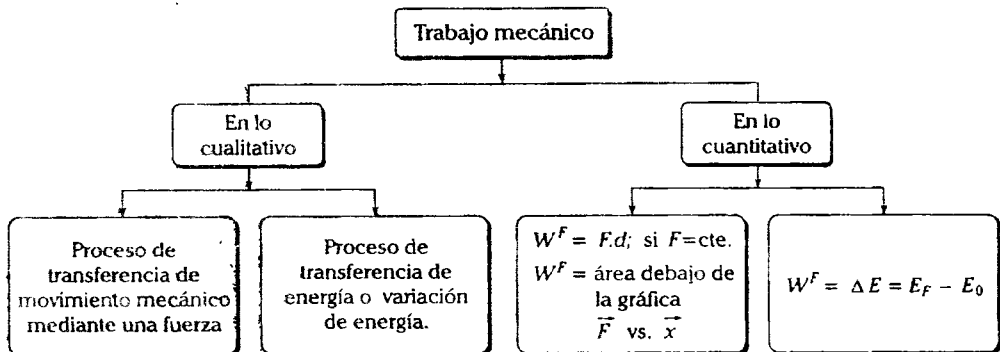 Trabajo mecánico
En lo
cualitativo
En lo
cuantitativo
Proceso de
transferencia de
movimiento mecánico
mediante una fuerza
Proceso de
transferencia de
energía o variación
de energía.
W^F = F.d; si F=cte.
W^F = área debajo de
la gráfica
F⃗ vs. x⃗
W^F = ΔE = E_F − E_0